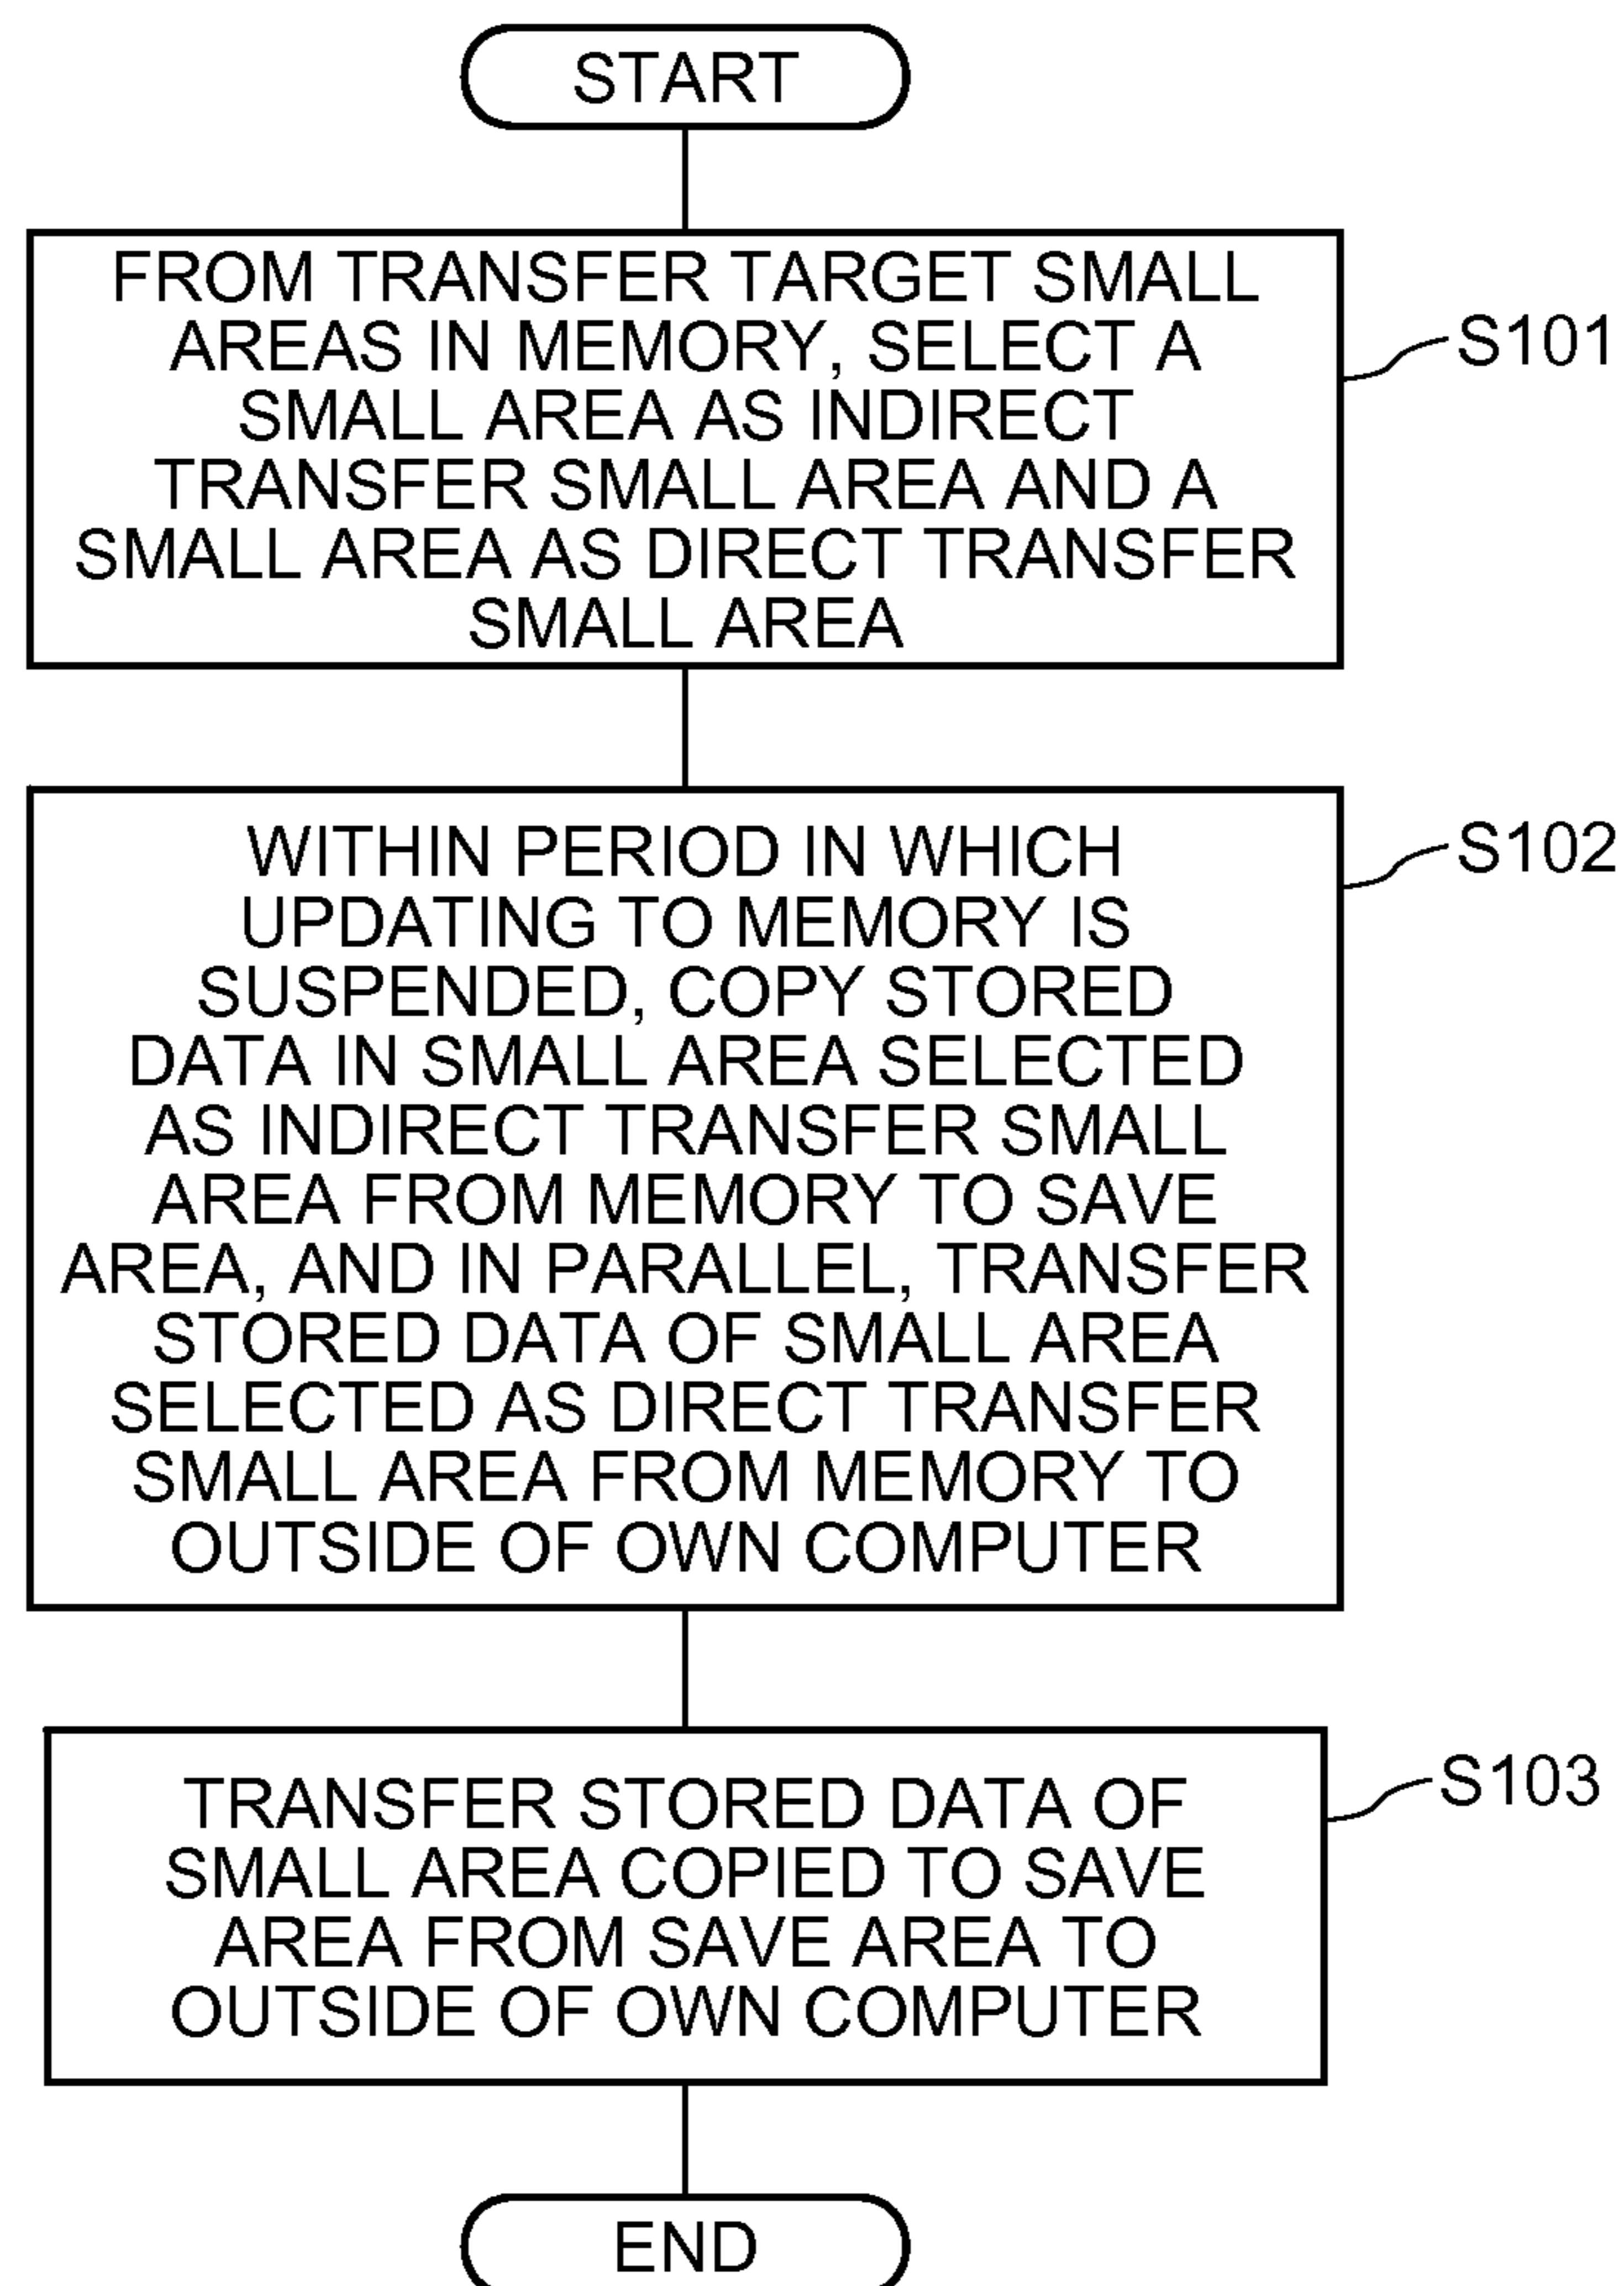 START
FROM TRANSFER TARGET SMALL
AREAS IN MEMORY, SELECT A
SMALL AREA AS INDIRECT
TRANSFER SMALL AREA AND A
SMALL AREA AS DIRECT TRANSFER
SMALL AREA
S101
WITHIN PERIOD IN WHICH
UPDATING TO MEMORY IS
SUSPENDED, COPY STORED
DATA IN SMALL AREA SELECTED
AS INDIRECT TRANSFER SMALL
AREA FROM MEMORY TO SAVE
AREA, AND IN PARALLEL, TRANSFER
STORED DATA OF SMALL AREA
SELECTED AS DIRECT TRANSFER
SMALL AREA FROM MEMORY TO
OUTSIDE OF OWN COMPUTER
S102
TRANSFER STORED DATA OF
SMALL AREA COPIED TO SAVE
AREA FROM SAVE AREA TO
OUTSIDE OF OWN COMPUTER
S103
END